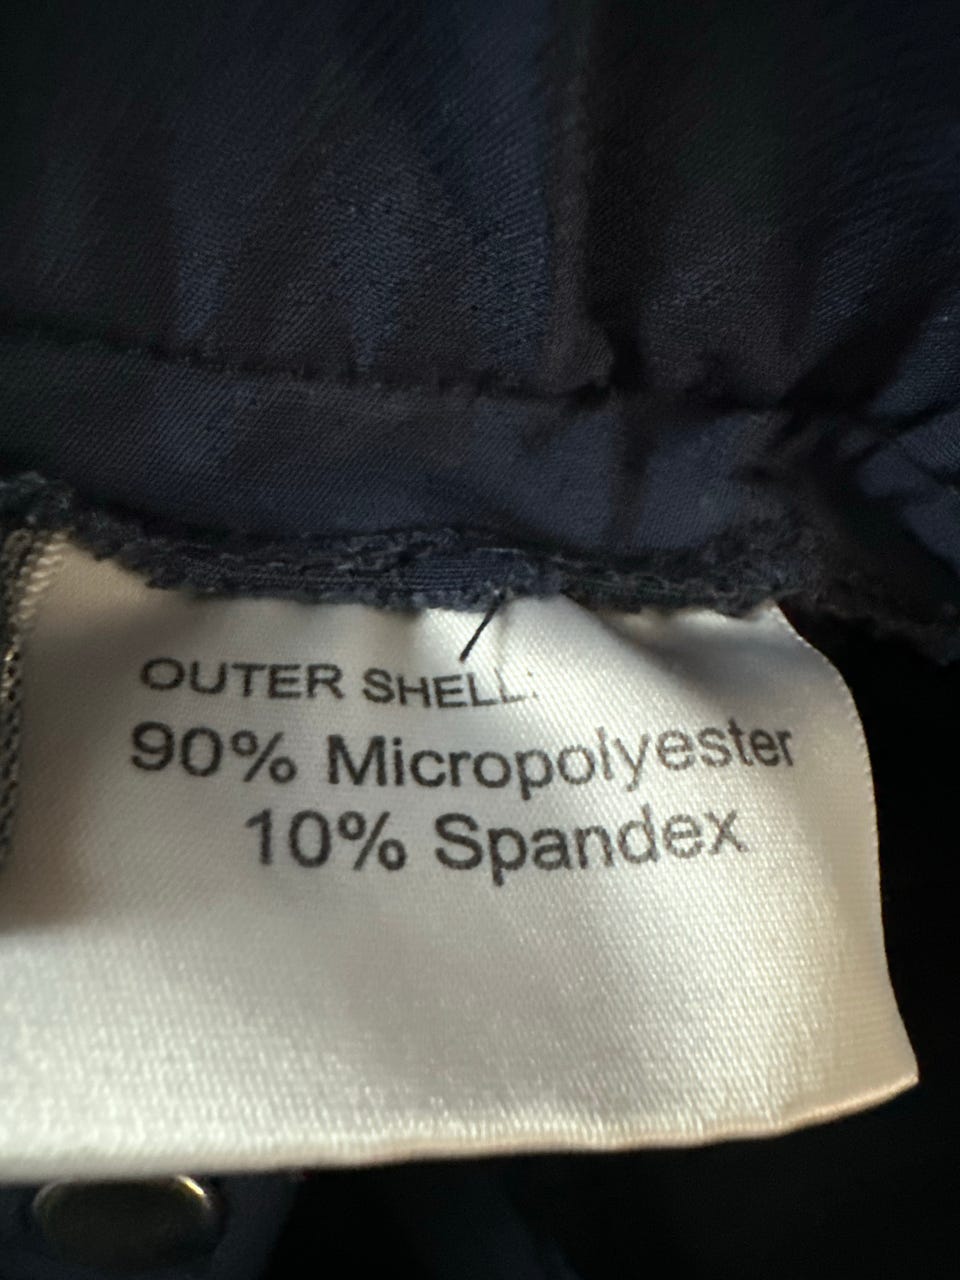 OUTER SHELL:
90% Micropolyester
10% Spandex